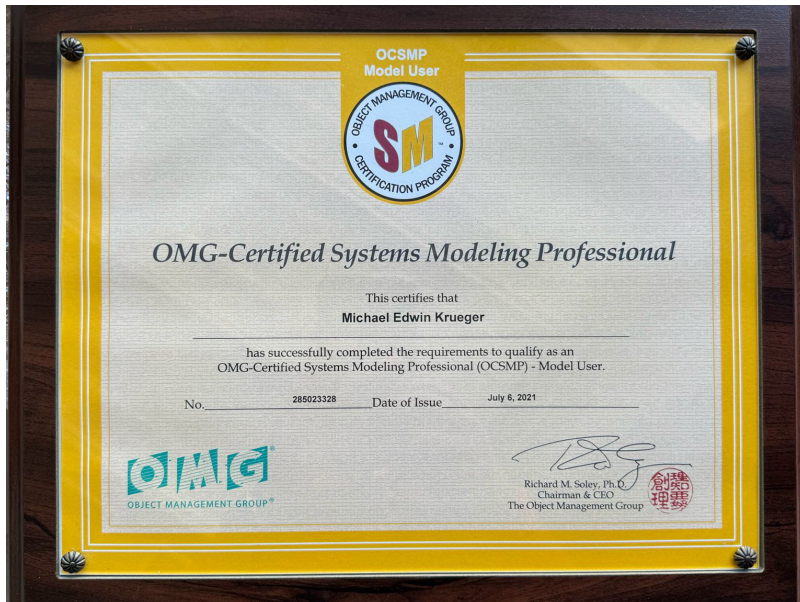 OCSMP
Model User
OBJECT MANAGEMENT GROUP
SM™
CERTIFICATION PROGRAM
OMG-Certified Systems Modeling Professional
This certifies that
Michael Edwin Krueger
has successfully completed the requirements to qualify as an
OMG-Certified Systems Modeling Professional (OCSMP) - Model User.
No. 285023328 Date of Issue July 6, 2021
OMG®
OBJECT MANAGEMENT GROUP®
Richard M. Soley, Ph.D.
Chairman & CEO
The Object Management Group